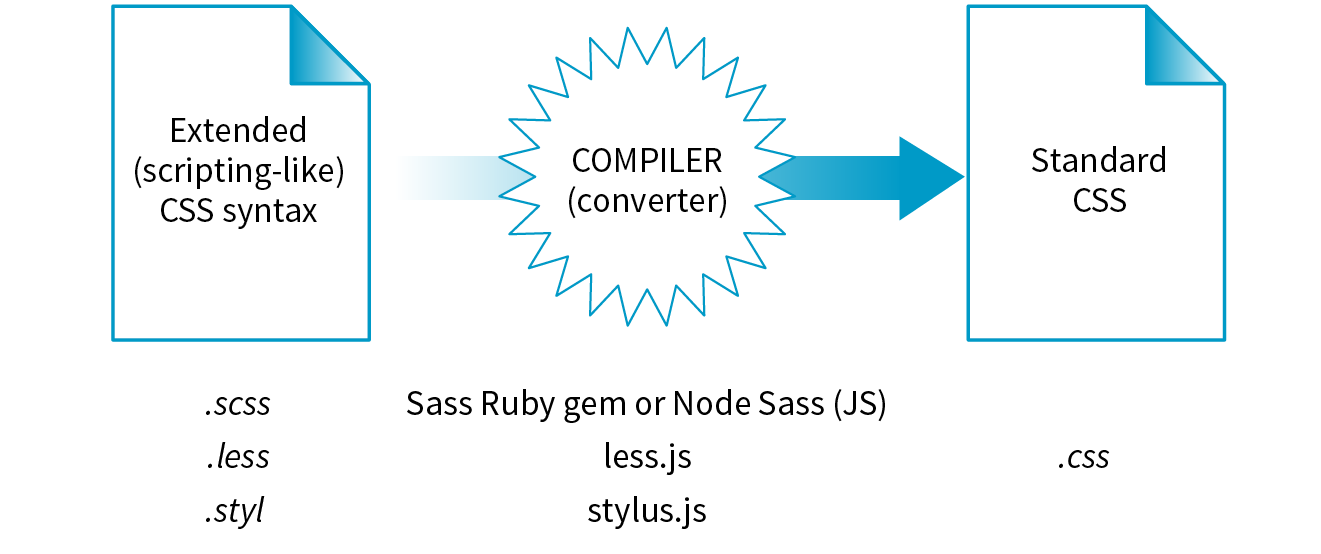 Extended
(scripting-like)
CSS syntax
COMPILER
(converter)
Standard
CSS
.scss
Sass Ruby gem or Node Sass (JS)
.less
less.js
.css
.styl
stylus.js